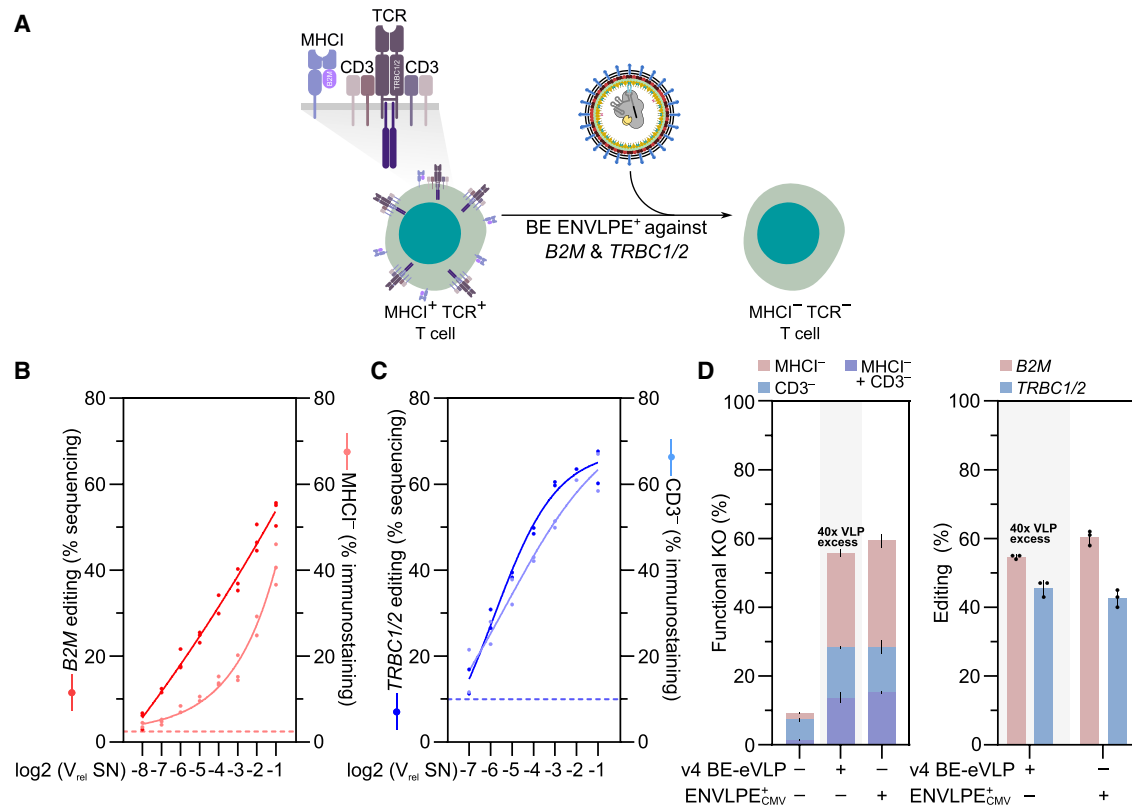 A
TCR
MHCI
CD3
CD3
B2M
TRBC1/2
BE ENVLPE+ against
B2M & TRBC1/2
MHCI+ TCR+
T cell
MHCI− TCR−
T cell
B
80
60
40
20
0
B2M editing (% sequencing)
80
60
40
20
0
MHCI− (% immunostaining)
log2 (Vrel SN) -8 -7 -6 -5 -4 -3 -2 -1
C
80
60
40
20
0
TRBC1/2 editing (% sequencing)
80
60
40
20
0
CD3− (% immunostaining)
log2 (Vrel SN) -7 -6 -5 -4 -3 -2 -1
D
MHCI−
CD3−
MHCI−
+ CD3−
100
80
60
40
20
0
Functional KO (%)
40x VLP
excess
B2M
TRBC1/2
100
80
60
40
20
0
Editing (%)
40x VLP
excess
v4 BE-eVLP − + −
ENVLPE+CMV − − +
v4 BE-eVLP + −
ENVLPE+CMV − +